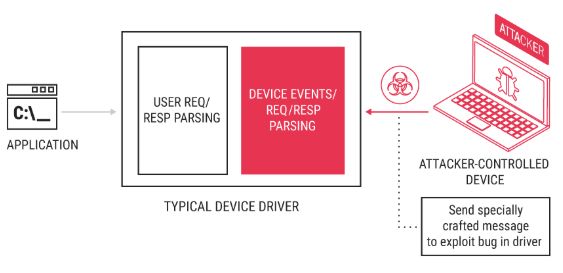 ATTACKER
USER REQ/
RESP PARSING
DEVICE EVENTS/
REQ/RESP
PARSING
C:\_
APPLICATION
ATTACKER-CONTROLLED
DEVICE
TYPICAL DEVICE DRIVER
Send specially
crafted message
to exploit bug in driver